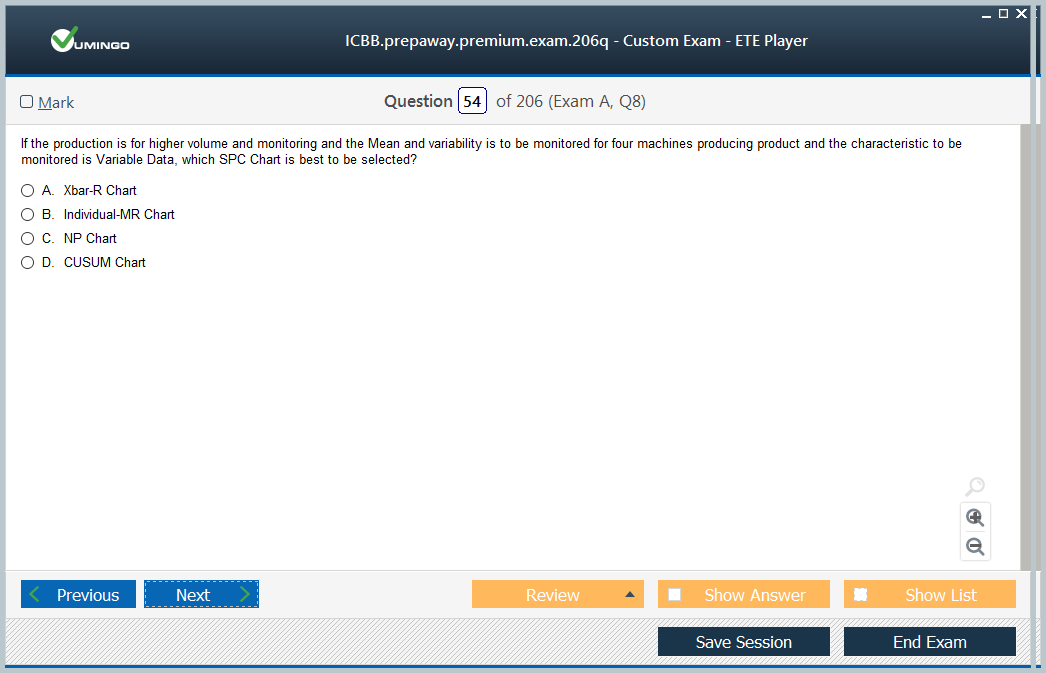 VUMINGO
ICBB.prepaway.premium.exam.206q - Custom Exam - ETE Player
Mark
Question 54 of 206 (Exam A, Q8)
If the production is for higher volume and monitoring and the Mean and variability is to be monitored for four machines producing product and the characteristic to be
monitored is Variable Data, which SPC Chart is best to be selected?
A. Xbar-R Chart
B. Individual-MR Chart
C. NP Chart
D. CUSUM Chart
Previous
Next
Review
Show Answer
Show List
Save Session
End Exam